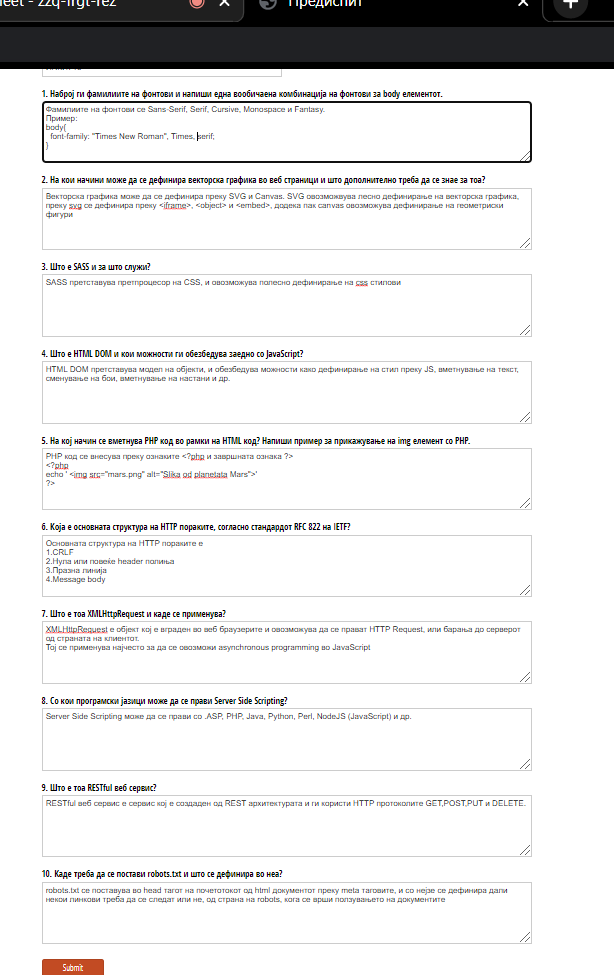 eet - zzq-frgt-rez
Предиспит
1. Наброј ги фамилиите на фонтови и напиши една вообичаена комбинација на фонтови за body елементот.
Фамилиите на фонтови се Sans-Serif, Serif, Cursive, Monospace и Fantasy.
Пример:
body{
font-family: "Times New Roman", Times, serif;
}
2. На кои начини може да се дефинира векторска графика во веб страници и што дополнително треба да се знае за тоа?
Векторска графика може да се дефинира преку SVG и Canvas. SVG овозможвува лесно дефинирање на векторска графика,
преку svg се дефинира преку <iframe>, <object> и <embed>, додека пак canvas овозможува дефинирање на геометриски
фигури
3. Што е SASS и за што служи?
SASS претставува претпроцесор на CSS, и овозможува полесно дефинирање на css стилови
4. Што е HTML DOM и кои можности ги обезбедува заедно со JavaScript?
HTML DOM претставува модел на објекти, и обезбедува можности како дефинирање на стил преку JS, вметнување на текст,
сменување на бои, вметнување на настани и др.
5. На кој начин се вметнува PHP код во рамки на HTML код? Напиши пример за прикажување на img елемент со PHP.
PHP код се внесува преку ознаките <?php и завршната ознака ?>
<?php
echo ' <img src="mars.png" alt="Slika od planetata Mars">'
?>
6. Која е основната структура на HTTP пораките, согласно стандардот RFC 822 на IETF?
Основната структура на HTTP пораките е
1.CRLF
2.Нула или повеќе header полиња
3.Празна линија
4.Message body
7. Што е тоа XMLHttpRequest и каде се применува?
XMLHttpRequest е објект кој е вграден во веб браузерите и овозможува да се прават HTTP Request, или барања до серверот
од страната на клиентот.
Тој се применува најчесто за да се овозможи asynchronous programming во JavaScript
8. Со кои програмски јазици може да се прави Server Side Scripting?
Server Side Scripting може да се прави со .ASP, PHP, Java, Python, Perl, NodeJS (JavaScript) и др.
9. Што е тоа RESTful веб сервис?
RESTful веб сервис е сервис кој е создаден од REST архитектурата и ги користи HTTP протоколите GET,POST,PUT и DELETE.
10. Каде треба да се постави robots.txt и што се дефинира во неа?
robots.txt се поставува во head тагот на почетотокот од html документот преку meta таговите, и со нејзе се дефинира дали
некои линкови треба да се следат или не, од страна на robots, кога се врши ползувањето на документите
Submit